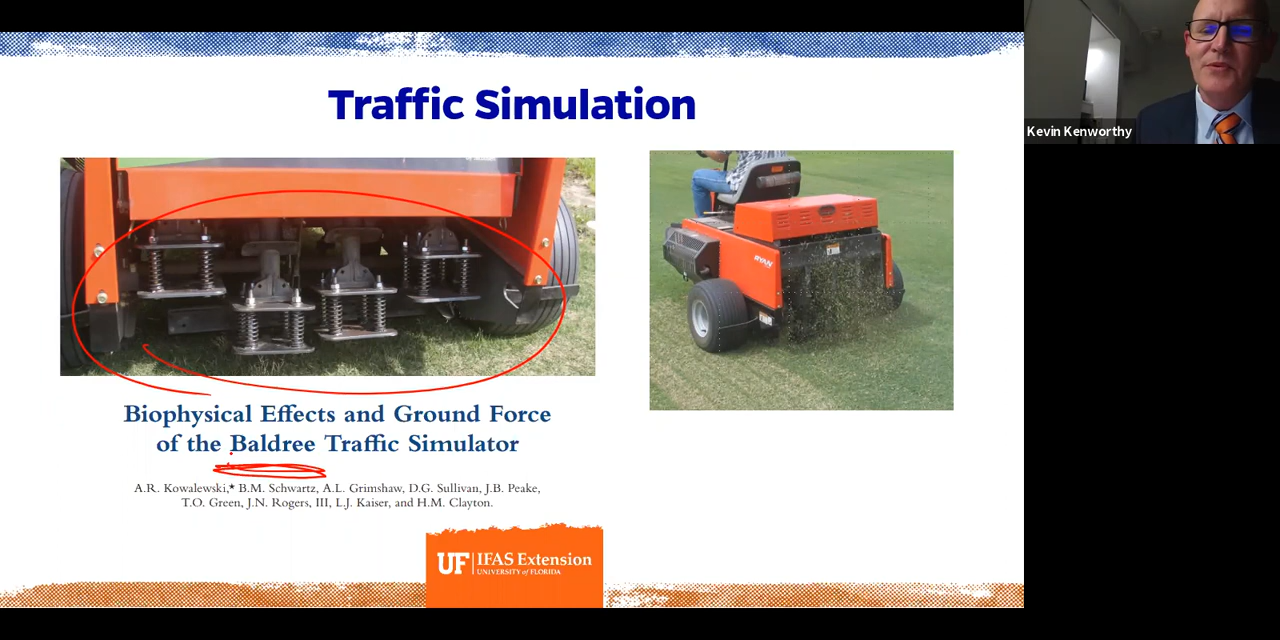 Traffic Simulation
Kevin Kenworthy
RYAN
Biophysical Effects and Ground Force
of the Baldree Traffic Simulator
A.R. Kowalewski,* B.M. Schwartz, A.L. Grimshaw, D.G. Sullivan, J.B. Peake,
T.O. Green, J.N. Rogers, III, L.J. Kaiser, and H.M. Clayton.
UF IFAS Extension
UNIVERSITY of FLORIDA